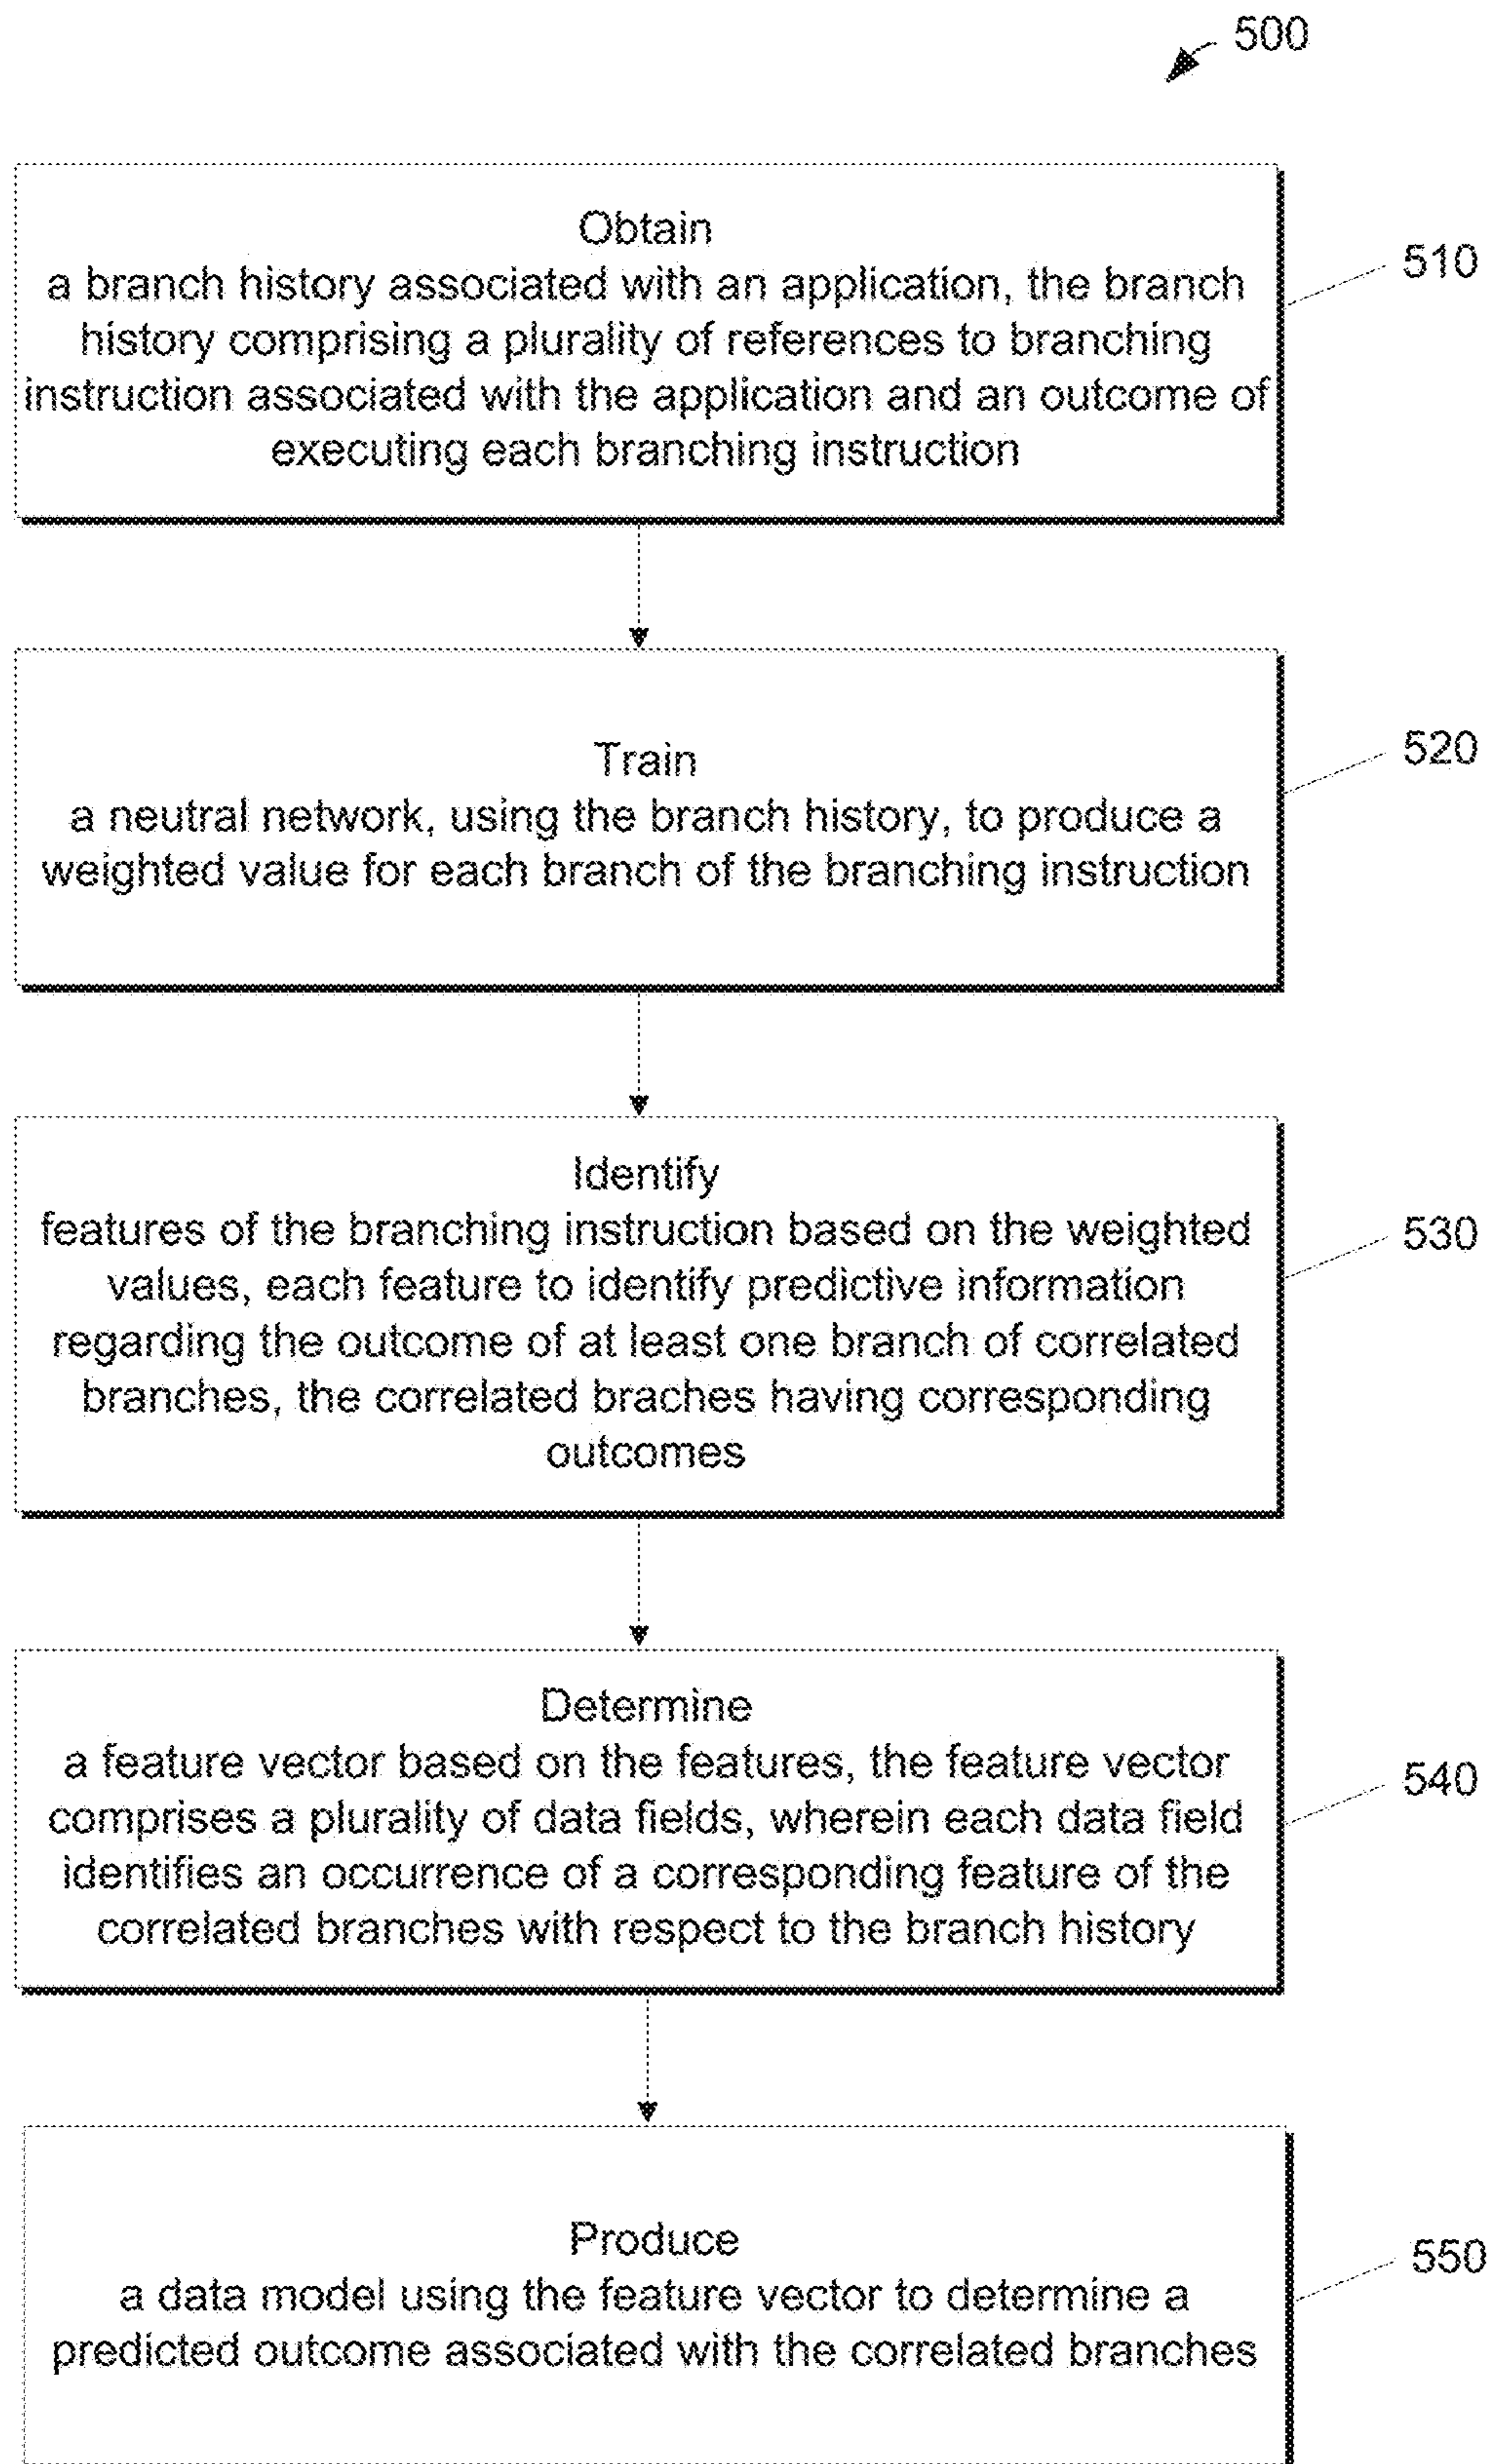 500
Obtain
a branch history associated with an application, the branch
history comprising a plurality of references to branching
instruction associated with the application and an outcome of
executing each branching instruction
510
Train
a neutral network, using the branch history, to produce a
weighted value for each branch of the branching instruction
520
Identify
features of the branching instruction based on the weighted
values, each feature to identify predictive information
regarding the outcome of at least one branch of correlated
branches, the correlated braches having corresponding
outcomes
530
Determine
a feature vector based on the features, the feature vector
comprises a plurality of data fields, wherein each data field
identifies an occurrence of a corresponding feature of the
correlated branches with respect to the branch history
540
Produce
a data model using the feature vector to determine a
predicted outcome associated with the correlated branches
550